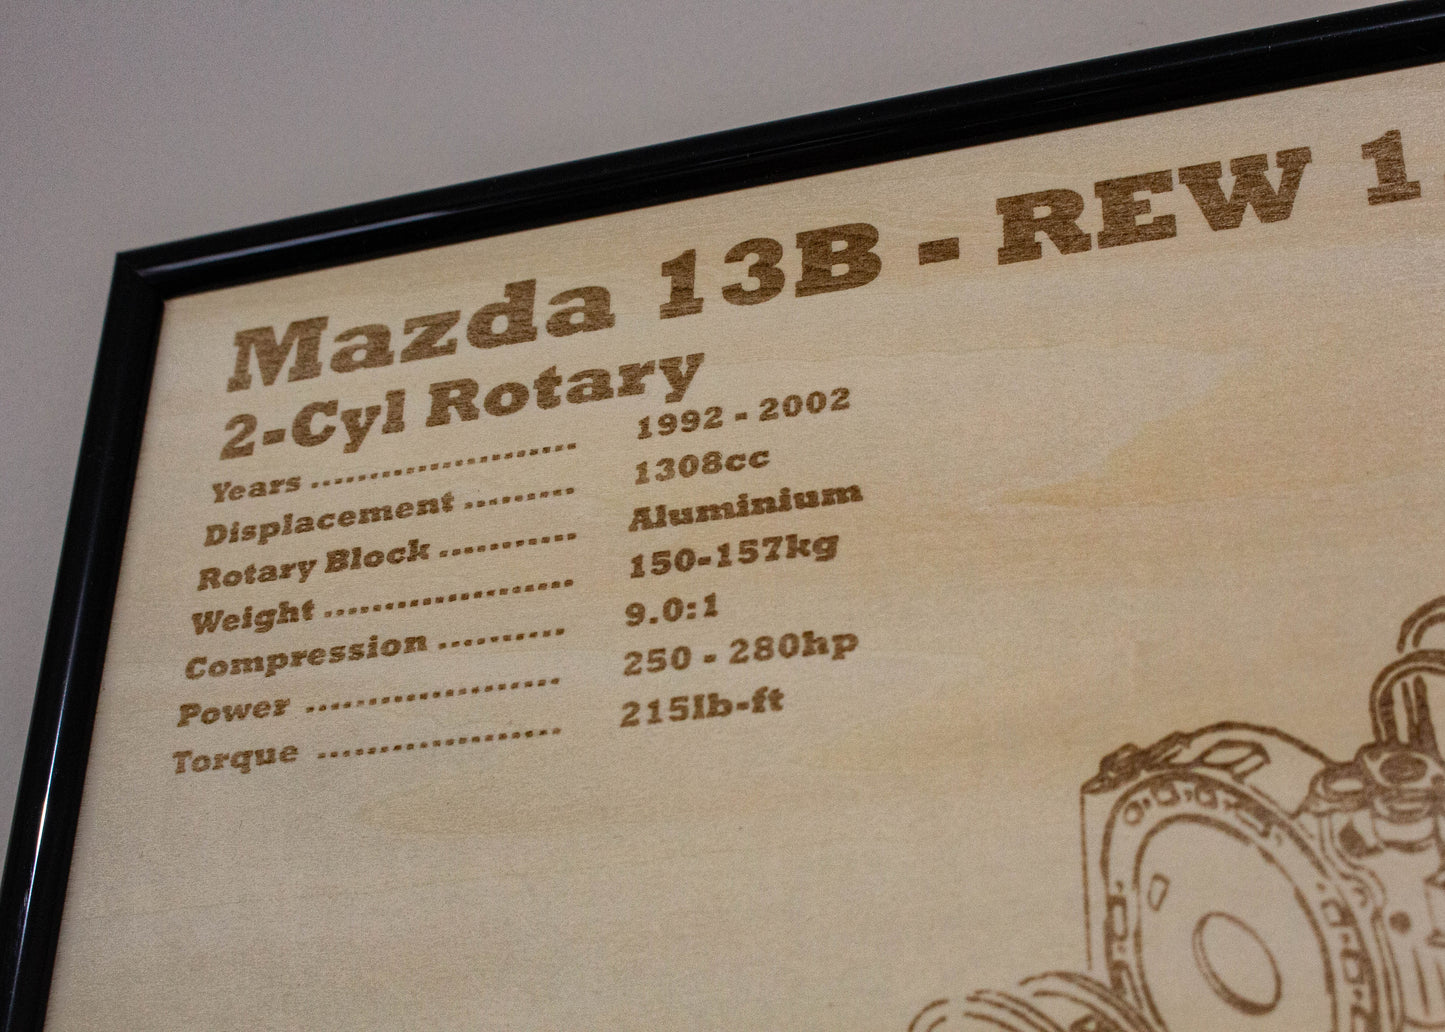 Mazda 13B - REW 1
2-Cyl Rotary
Years ...................... 1992 - 2002
Displacement ......... 1308cc
Rotary Block ........... Aluminium
Weight .................... 150-157kg
Compression .......... 9.0:1
Power ..................... 250 - 280hp
Torque .................... 215lb-ft